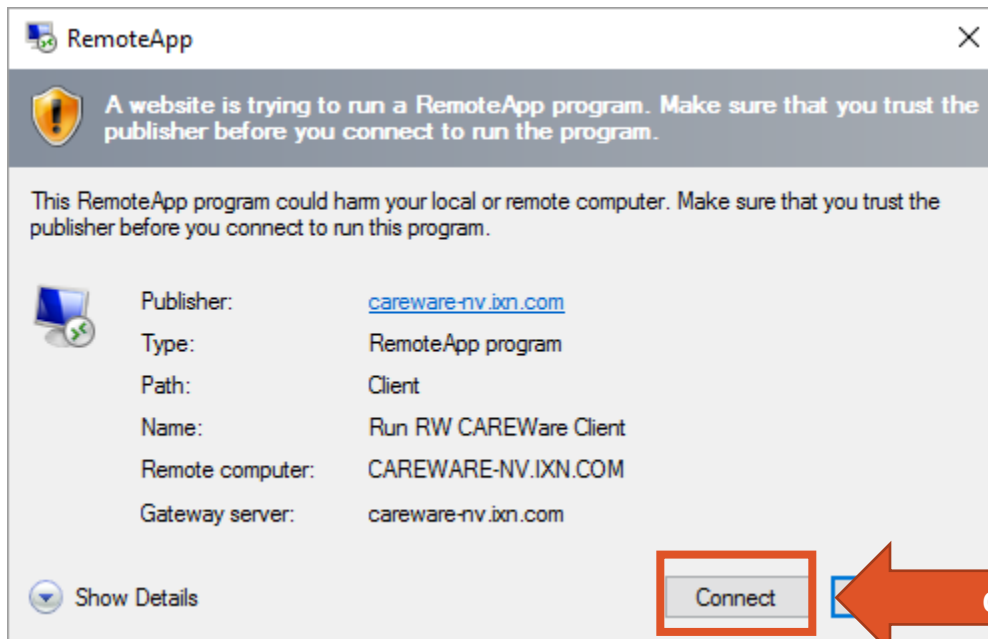 RemoteApp
A website is trying to run a RemoteApp program. Make sure that you trust the
publisher before you connect to run the program.
This RemoteApp program could harm your local or remote computer. Make sure that you trust the
publisher before you connect to run this program.
Publisher: careware-nv.ixn.com
Type: RemoteApp program
Path: Client
Name: Run RW CAREWare Client
Remote computer: CAREWARE-NV.IXN.COM
Gateway server: careware-nv.ixn.com
Show Details Connect